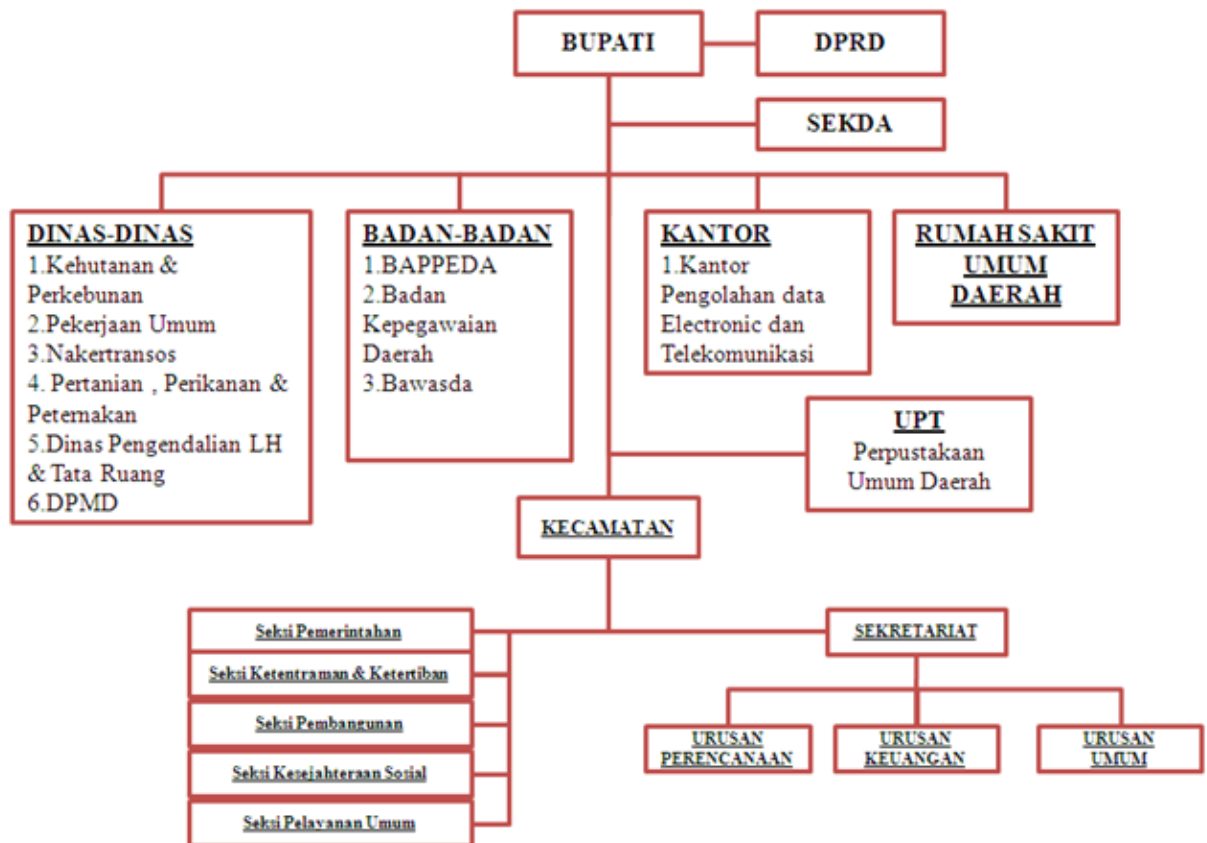 BUPATI
DPRD
SEKDA
DINAS-DINAS
1.Kehutanan &
Perkebunan
2.Pekerjaan Umum
3.Nakertransos
4. Pertanian , Perikanan &
Peternakan
5.Dinas Pengendalian LH
& Tata Ruang
6.DPMD
BADAN-BADAN
1.BAPPEDA
2.Badan
Kepegawaian
Daerah
3.Bawasda
KANTOR
1.Kantor
Pengolahan data
Electronic dan
Telekomunikasi
RUMAH SAKIT
UMUM
DAERAH
UPT
Perpustakaan
Umum Daerah
KECAMATAN
Seksi Pemerintahan
Seksi Ketentraman & Ketertiban
Seksi Pembangunan
Seksi Kesejahteraan Sosial
Seksi Pelayanan Umum
SEKRETARIAT
URUSAN
PERENCANAAN
URUSAN
KEUANGAN
URUSAN
UMUM